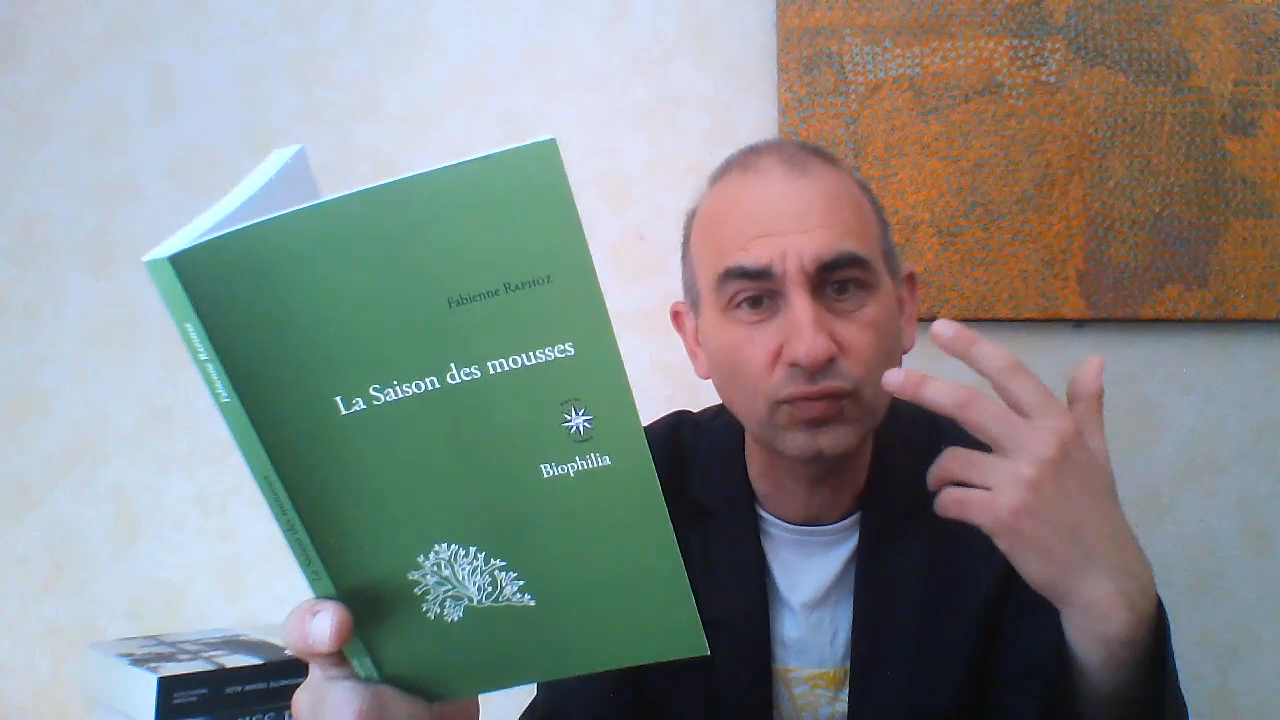 Fabienne Raphoz
La Saison des mousses
Biophilia
Fabienne Raphoz
La Saison des mousses